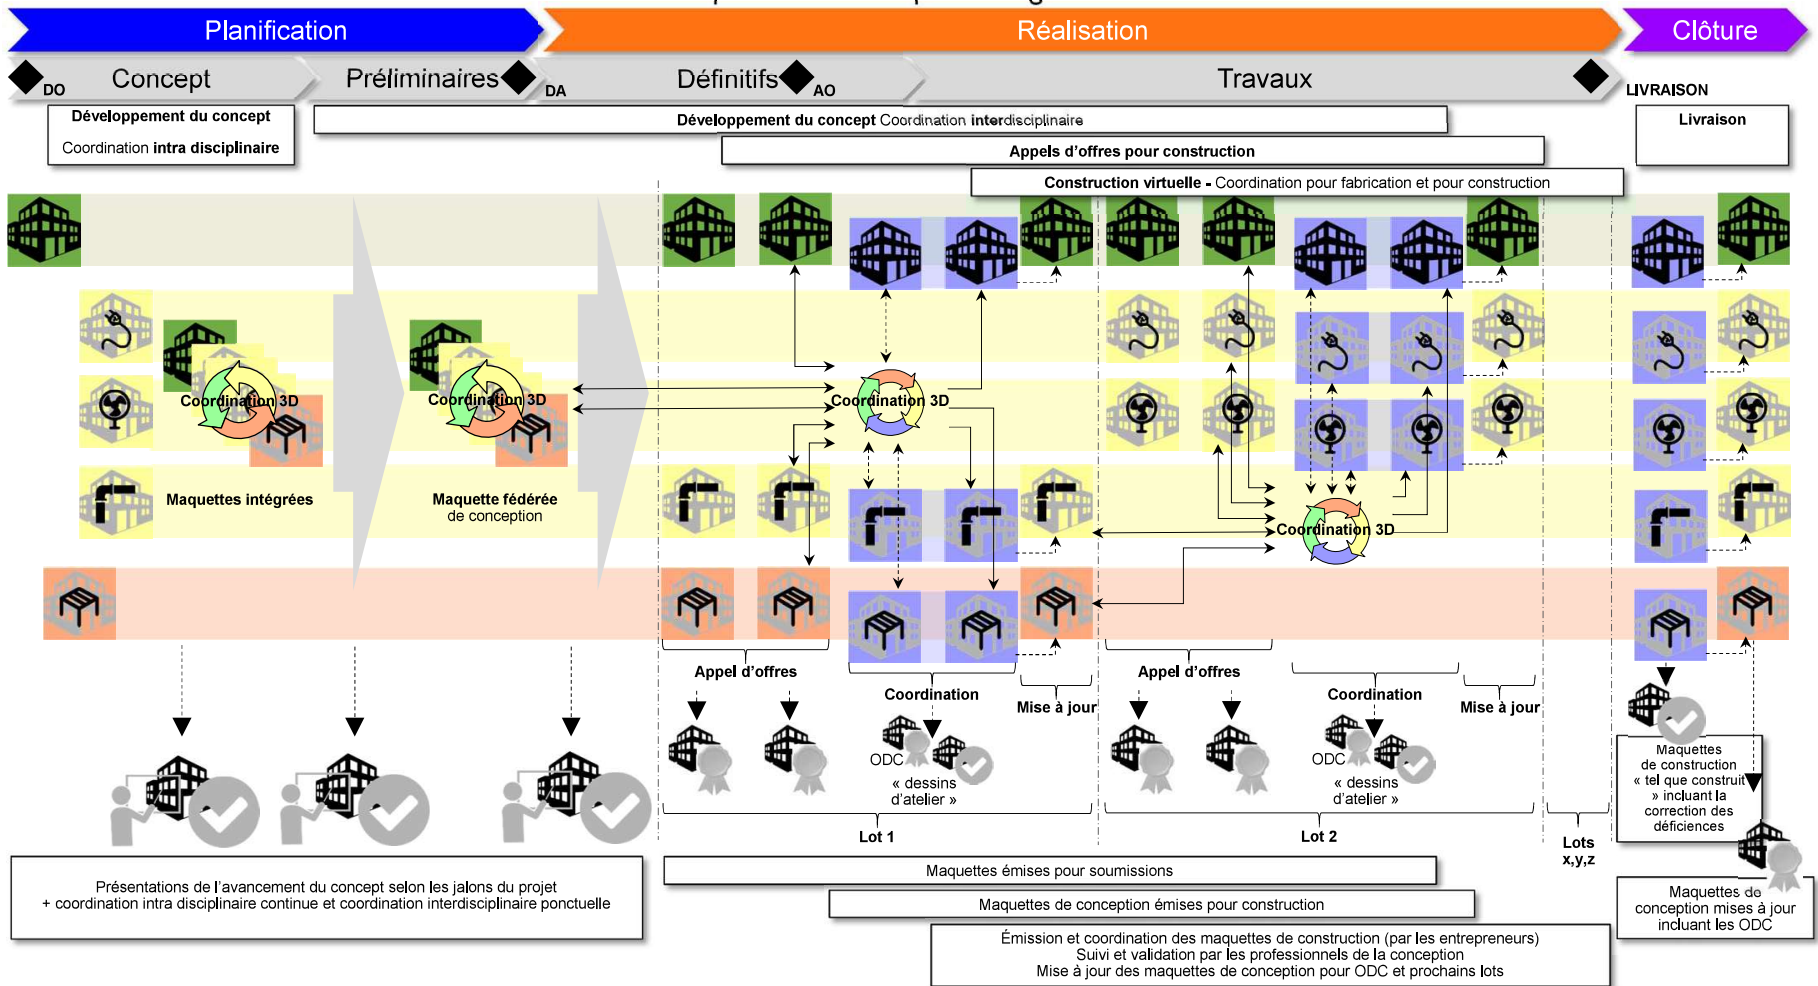 Planification
Réalisation
Clôture
DO
Concept
Préliminaires
DA
Définitifs
AO
Travaux
LIVRAISON
Développement du concept
Coordination intra disciplinaire
Développement du concept Coordination interdisciplinaire
Livraison
Appels d'offres pour construction
Construction virtuelle - Coordination pour fabrication et pour construction
Coordination 3D
Coordination 3D
Coordination 3D
Coordination 3D
Maquettes intégrées
Maquette fédérée
de conception
Appel d'offres
Coordination
Mise à jour
Appel d'offres
Coordination
Mise à jour
ODC
« dessins
d'atelier »
ODC
« dessins
d'atelier »
Lot 1
Lot 2
Lots
x,y,z
Maquettes
de construction
« tel que construit
» incluant la
correction des
déficiences
Présentations de l'avancement du concept selon les jalons du projet
+ coordination intra disciplinaire continue et coordination interdisciplinaire ponctuelle
Maquettes émises pour soumissions
Maquettes de conception émises pour construction
Émission et coordination des maquettes de construction (par les entrepreneurs)
Suivi et validation par les professionnels de la conception
Mise à jour des maquettes de conception pour ODC et prochains lots
Maquettes de
conception mises à jour
incluant les ODC